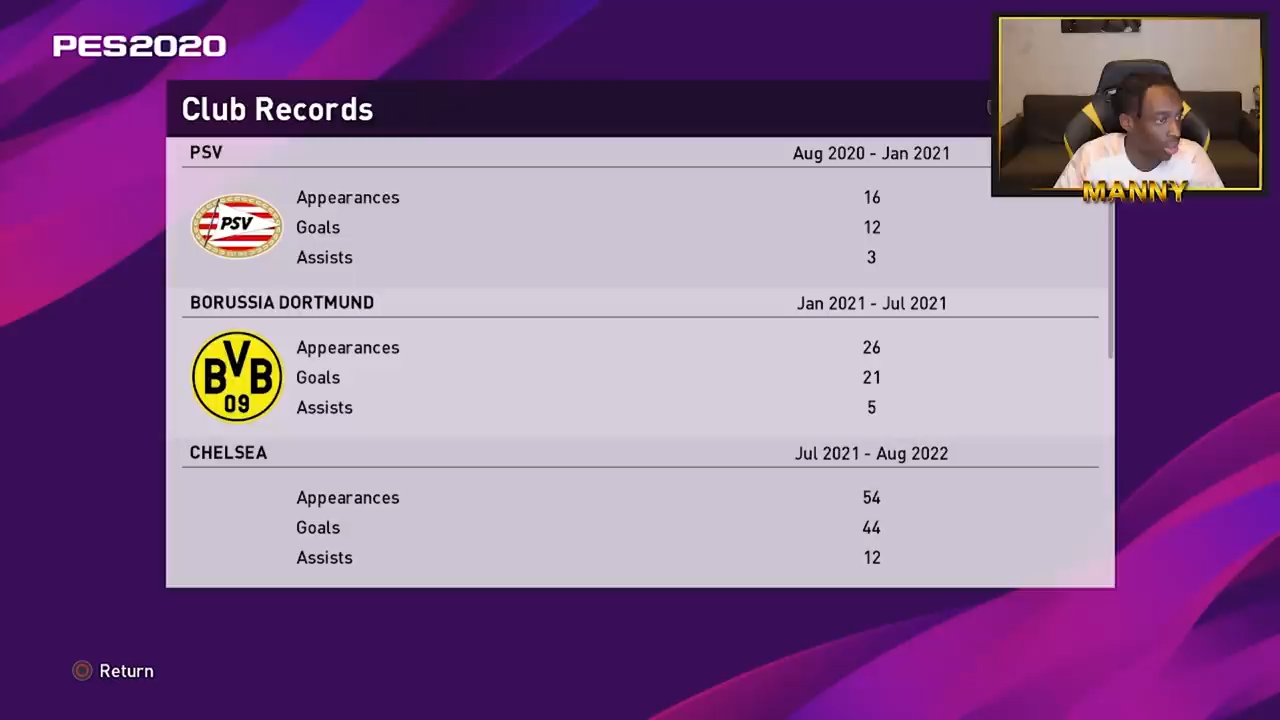 PES2020
Club Records
MANNY
PSV Aug 2020 - Jan 2021
PSV
Appearances 16
Goals 12
Assists 3
BORUSSIA DORTMUND Jan 2021 - Jul 2021
BVB
09
Appearances 26
Goals 21
Assists 5
CHELSEA Jul 2021 - Aug 2022
Appearances 54
Goals 44
Assists 12
Return